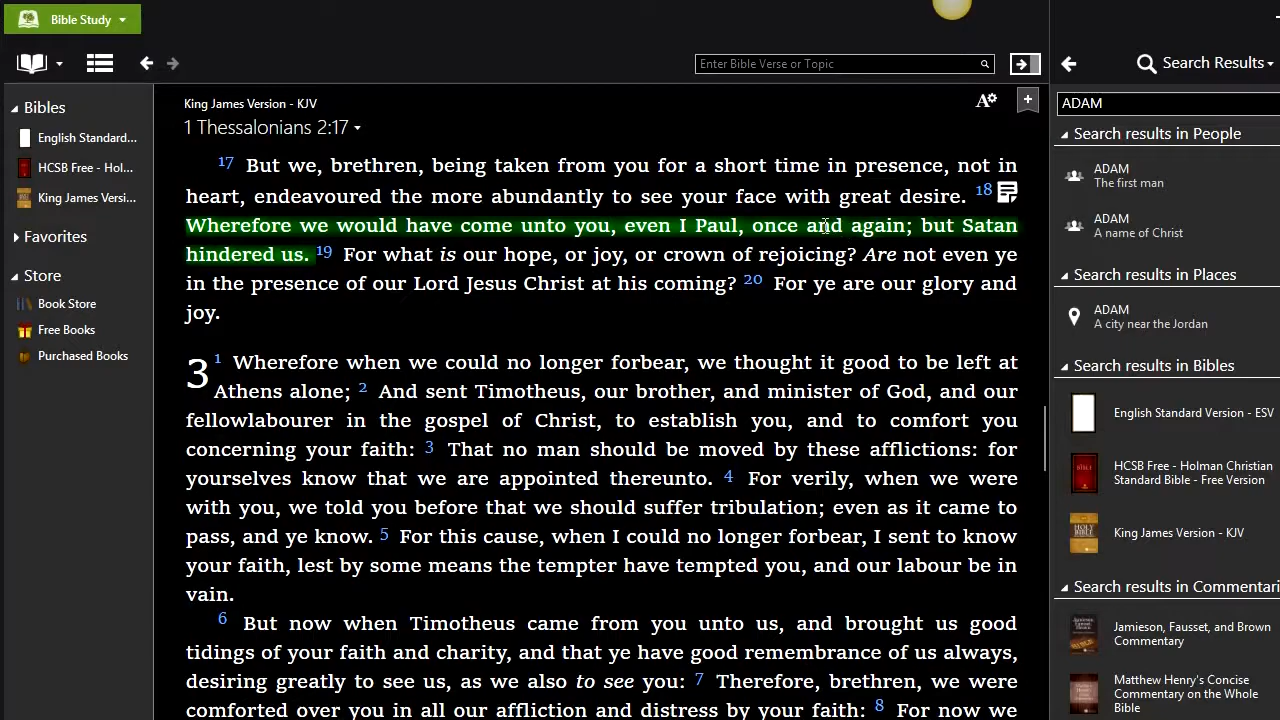 Bible Study
Enter Bible Verse or Topic
Search Results
Bibles
English Standard...
HCSB Free - Hol...
King James Versi...
Favorites
Store
Book Store
Free Books
Purchased Books
King James Version - KJV
1 Thessalonians 2:17
17 But we, brethren, being taken from you for a short time in presence, not in
heart, endeavoured the more abundantly to see your face with great desire. 18
Wherefore we would have come unto you, even I Paul, once and again; but Satan
hindered us. 19 For what is our hope, or joy, or crown of rejoicing? Are not even ye
in the presence of our Lord Jesus Christ at his coming? 20 For ye are our glory and
joy.
3 1 Wherefore when we could no longer forbear, we thought it good to be left at
Athens alone; 2 And sent Timotheus, our brother, and minister of God, and our
fellowlabourer in the gospel of Christ, to establish you, and to comfort you
concerning your faith: 3 That no man should be moved by these afflictions: for
yourselves know that we are appointed thereunto. 4 For verily, when we were
with you, we told you before that we should suffer tribulation; even as it came to
pass, and ye know. 5 For this cause, when I could no longer forbear, I sent to know
your faith, lest by some means the tempter have tempted you, and our labour be in
vain.
6 But now when Timotheus came from you unto us, and brought us good
tidings of your faith and charity, and that ye have good remembrance of us always,
desiring greatly to see us, as we also to see you: 7 Therefore, brethren, we were
comforted over you in all our affliction and distress by your faith: 8 For now we
ADAM
Search results in People
ADAM
The first man
ADAM
A name of Christ
Search results in Places
ADAM
A city near the Jordan
Search results in Bibles
English Standard Version - ESV
HCSB Free - Holman Christian
Standard Bible - Free Version
King James Version - KJV
Search results in Commentari
Jamieson, Fausset, and Brown
Commentary
Matthew Henry's Concise
Commentary on the Whole
Bible